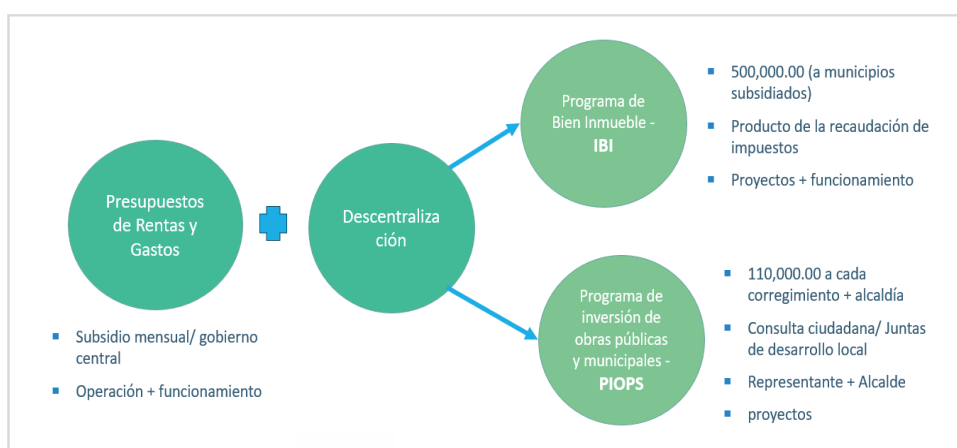 Presupuestos
de Rentas y
Gastos
▪ Subsidio mensual/ gobierno
central
▪ Operación + funcionamiento
Descentraliza
ción
Programa de
Bien Inmueble -
IBI
▪ 500,000.00 (a municipios
subsidiados)
▪ Producto de la recaudación de
impuestos
▪ Proyectos + funcionamiento
Programa de
inversión de
obras públicas
y municipales -
PIOPS
▪ 110,000.00 a cada
corregimiento + alcaldía
▪ Consulta ciudadana/ Juntas
de desarrollo local
▪ Representante + Alcalde
▪ proyectos